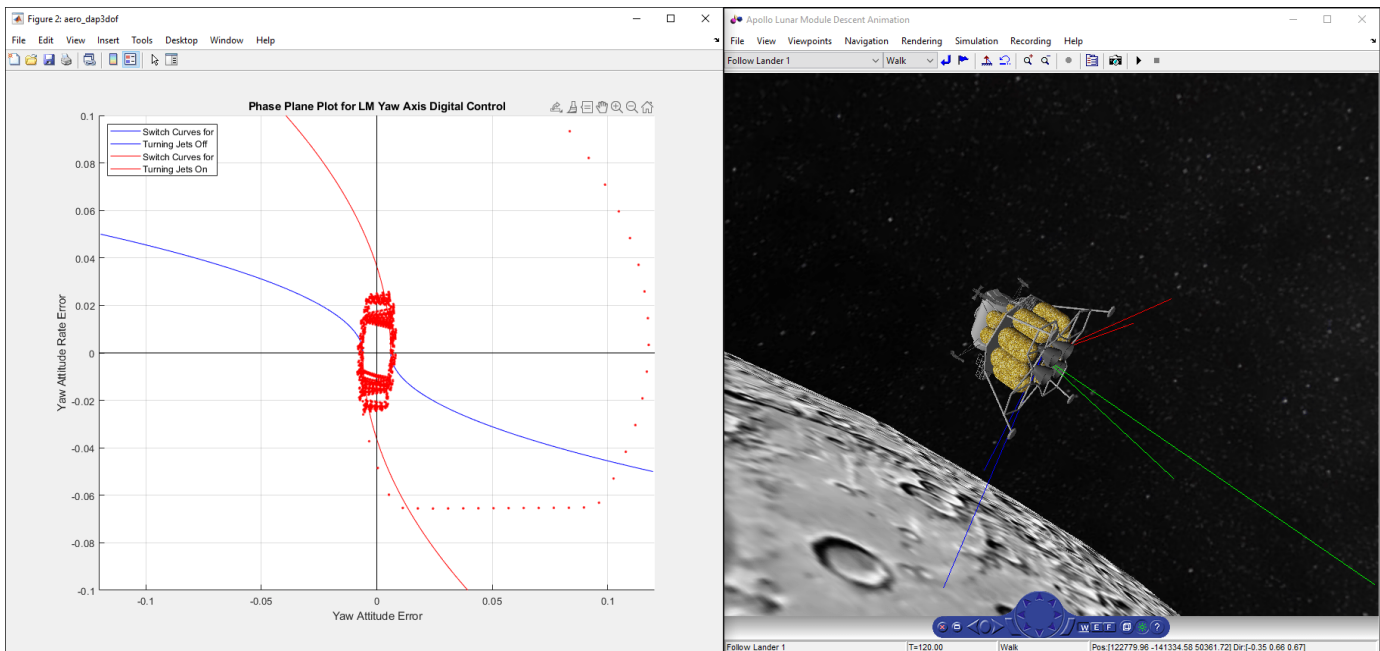 Figure 2: aero_dap3dof
File Edit View Insert Tools Desktop Window Help
Phase Plane Plot for LM Yaw Axis Digital Control
Switch Curves for
Turning Jets Off
Switch Curves for
Turning Jets On
0.1
0.08
0.06
0.04
0.02
0
-0.02
-0.04
-0.06
-0.08
-0.1
Yaw Attitude Rate Error
-0.1 -0.05 0 0.05 0.1
Yaw Attitude Error
Apollo Lunar Module Descent Animation
File View Viewpoints Navigation Rendering Simulation Recording Help
Follow Lander 1 Walk
W E F ?
Follow Lander 1 T=120.00 Walk Pos:[122779.96 -141334.58 50361.72] Dir:[-0.35 0.66 0.67]